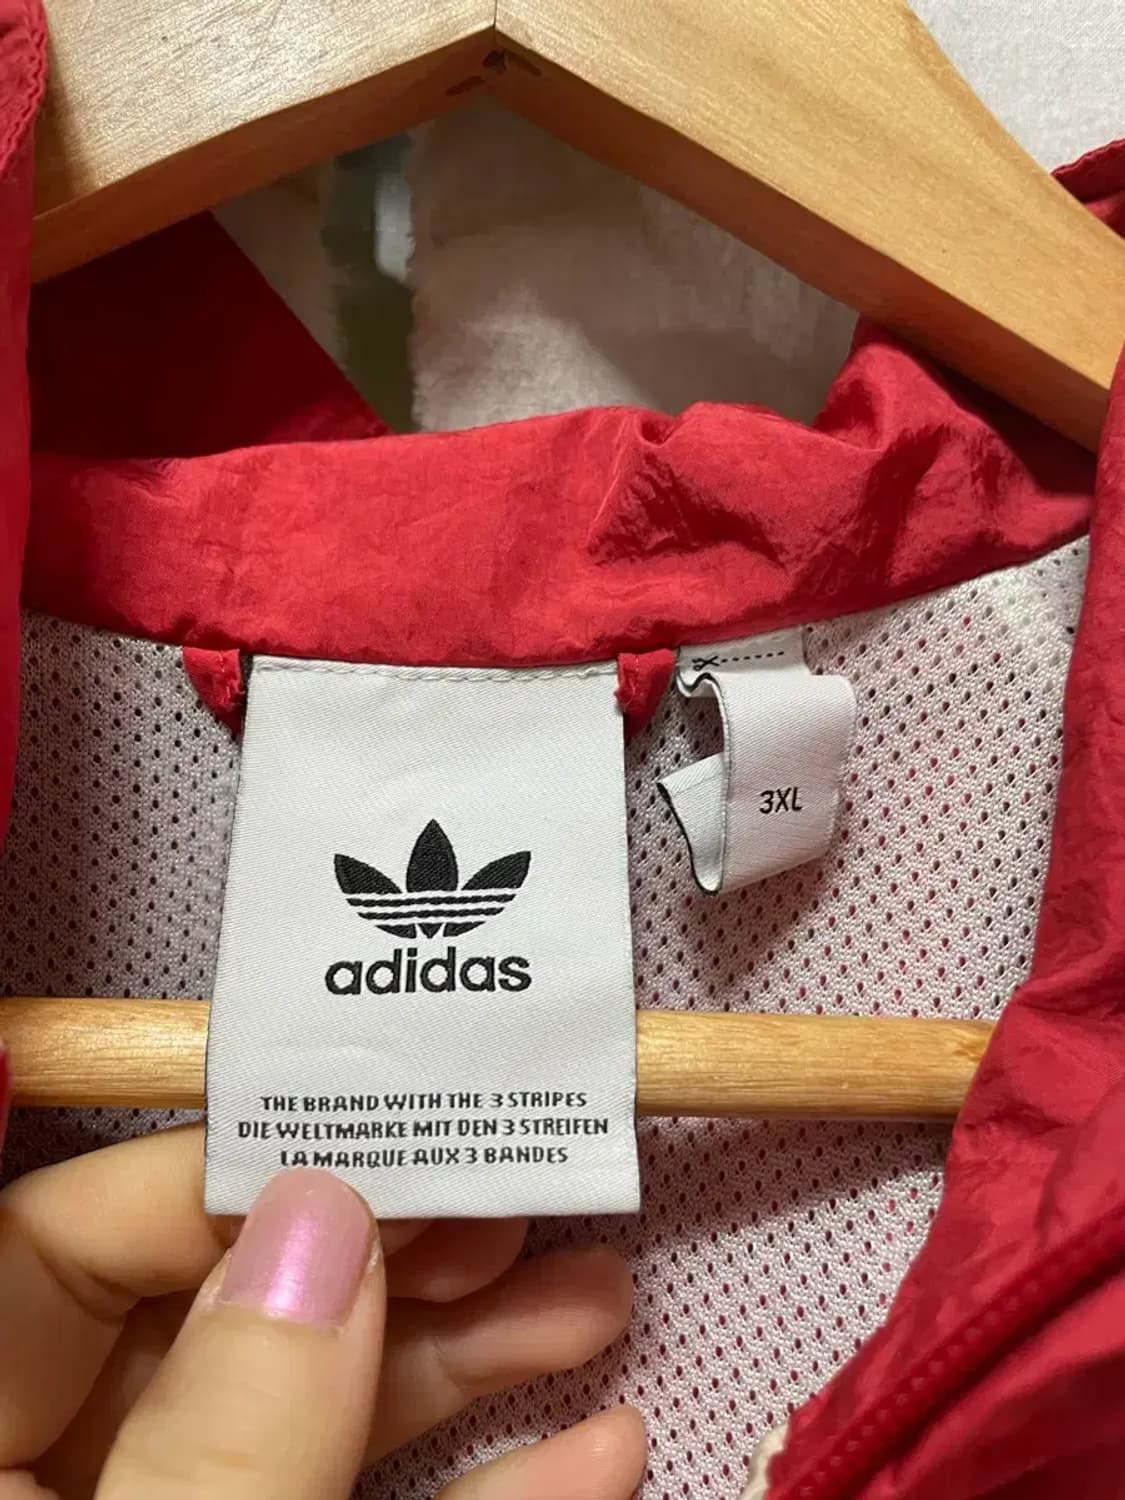 adidas
THE BRAND WITH THE 3 STRIPES
DIE WELTMARKE MIT DEN 3 STREIFEN
LA MARQUE AUX 3 BANDES
3XL